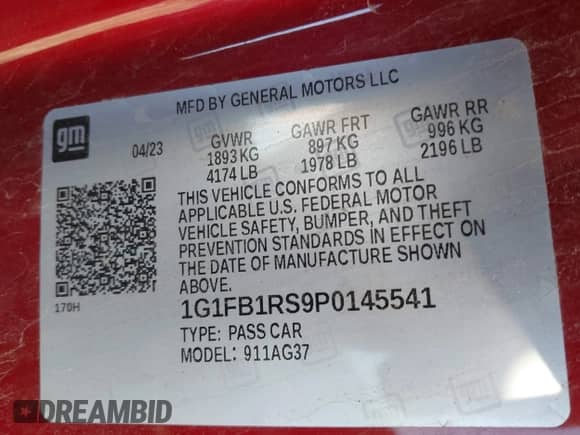 MFD BY GENERAL MOTORS LLC
gm
04/23 GVWR GAWR FRT GAWR RR
1893 KG 897 KG 996 KG
4174 LB 1978 LB 2196 LB
THIS VEHICLE CONFORMS TO ALL
APPLICABLE U.S. FEDERAL MOTOR
VEHICLE SAFETY, BUMPER, AND THEFT
PREVENTION STANDARDS IN EFFECT ON
THE DATE OF MANUFACTURE SHOWN
ABOVE.
170H
1G1FB1RS9P0145541
TYPE: PASS CAR
MODEL: 911AG37
DREAMBID